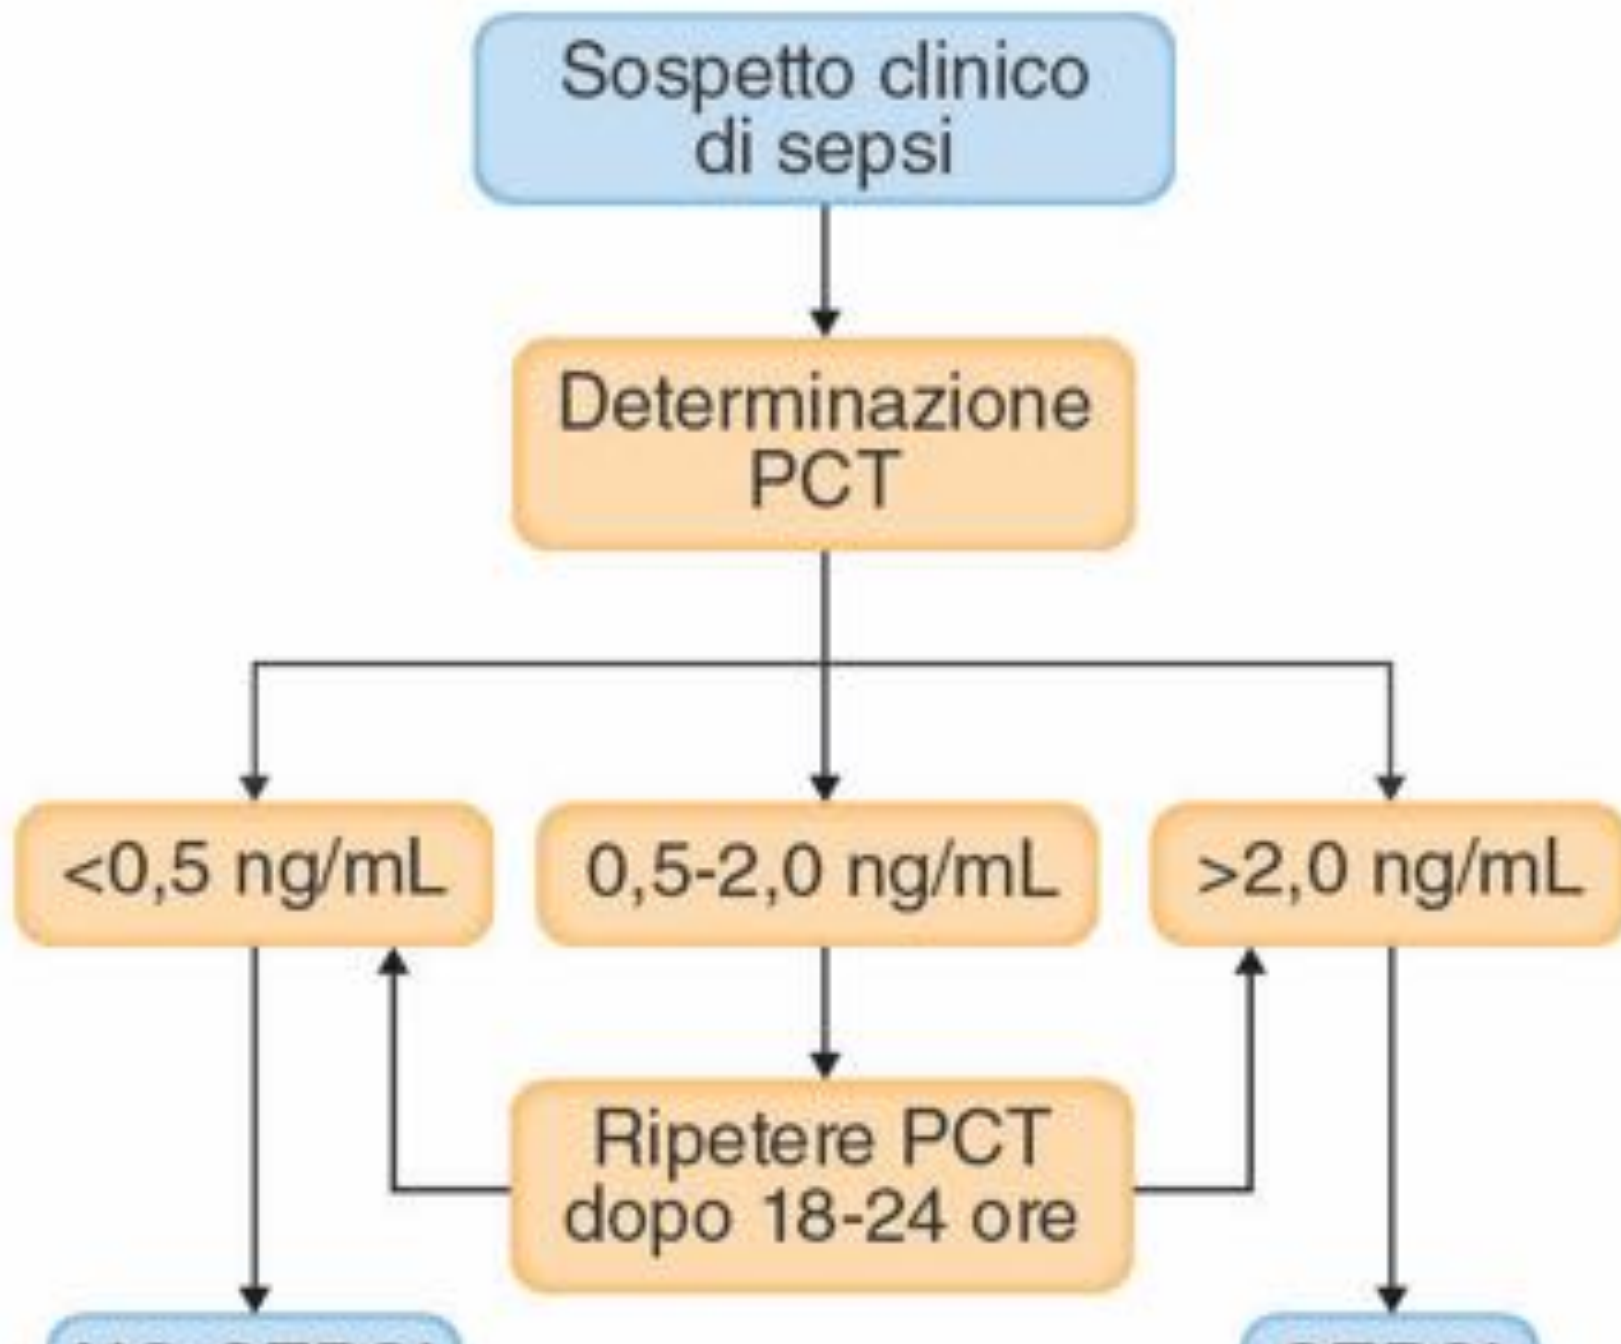 Sospetto clinico
di sepsi
Determinazione
PCT
<0,5 ng/mL
0,5-2,0 ng/mL
>2,0 ng/mL
Ripetere PCT
dopo 18-24 ore